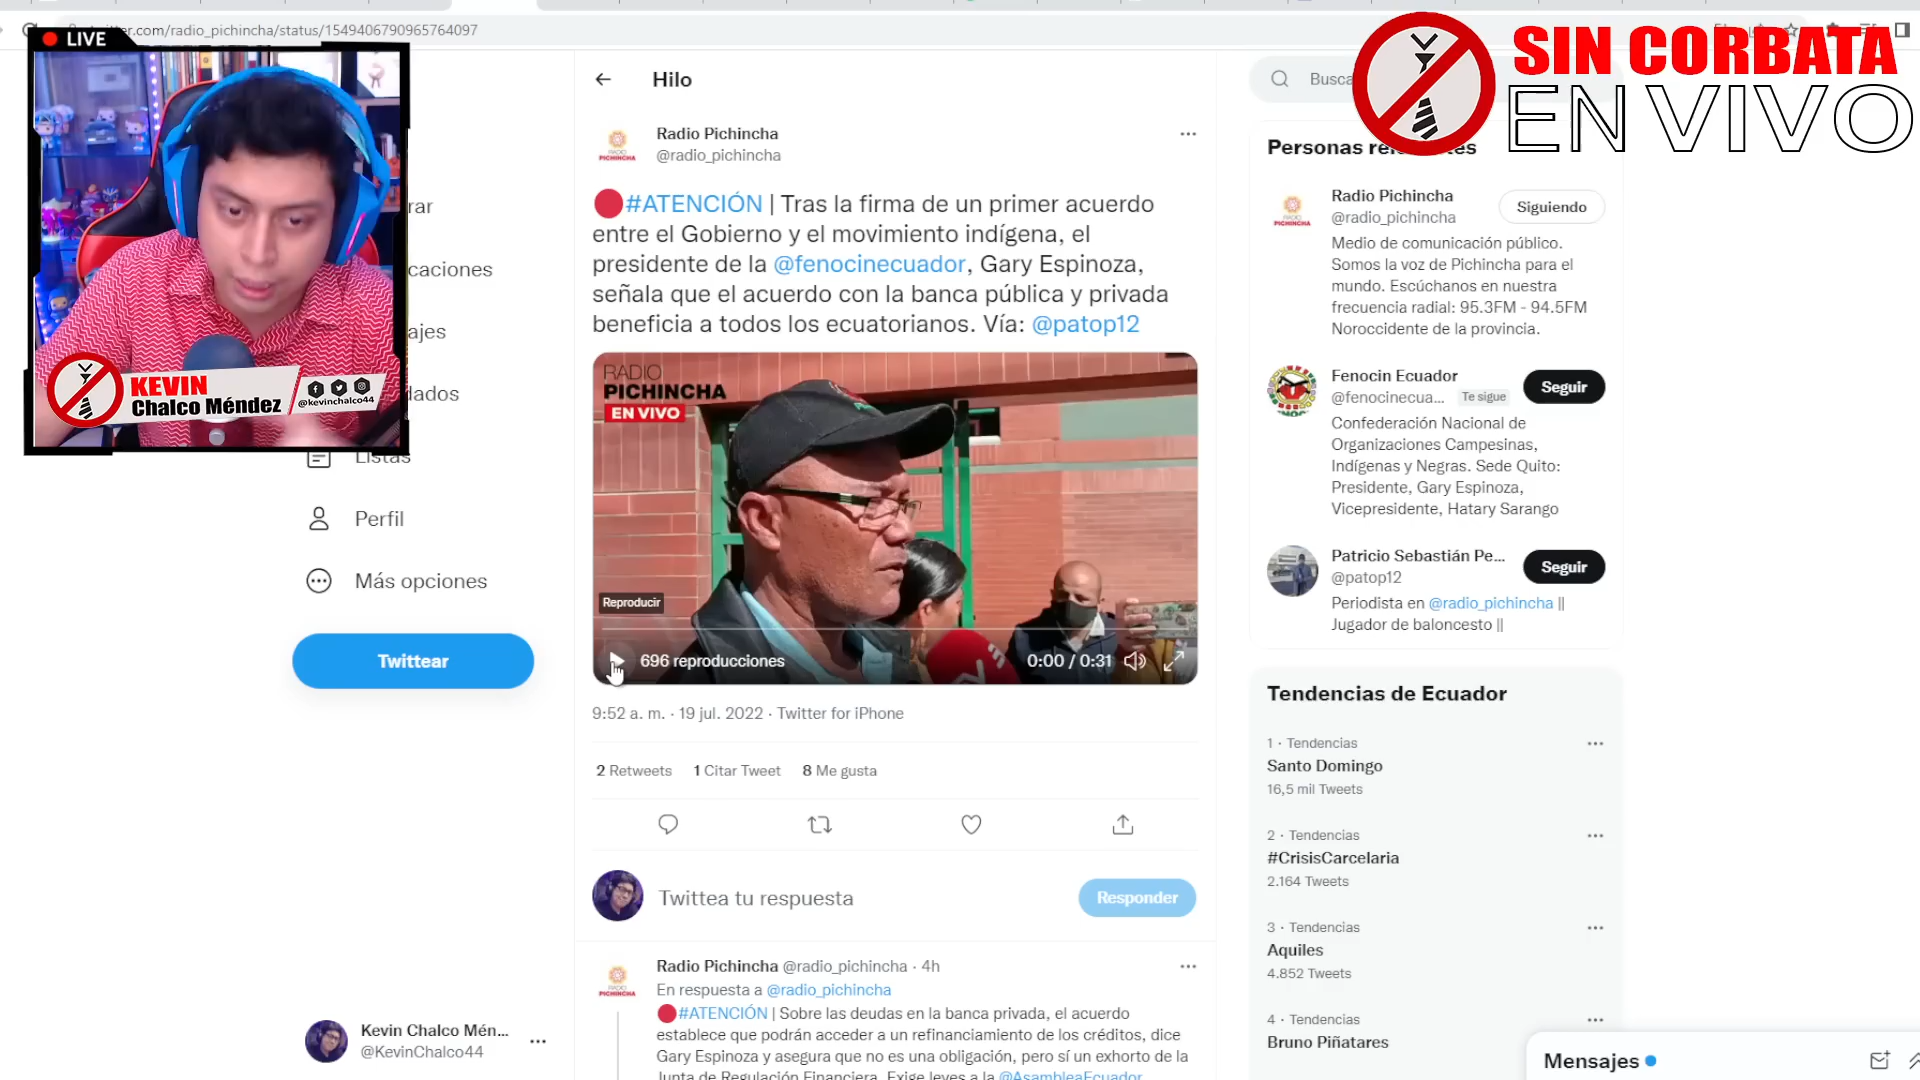 LIVE
er.com/radio_pichincha/status/1549406790965764097
SIN CORBATA
EN VIVO
Hilo
Busca
Radio Pichincha
@radio_pichincha
#ATENCIÓN | Tras la firma de un primer acuerdo
entre el Gobierno y el movimiento indígena, el
presidente de la @fenocinecuador, Gary Espinoza,
señala que el acuerdo con la banca pública y privada
beneficia a todos los ecuatorianos. Vía: @patop12
RADIO
PICHINCHA
EN VIVO
Reproducir
696 reproducciones
0:00 / 0:31
9:52 a. m. · 19 jul. 2022 · Twitter for iPhone
2 Retweets 1 Citar Tweet 8 Me gusta
Twittea tu respuesta
Responder
Radio Pichincha @radio_pichincha · 4h
En respuesta a @radio_pichincha
#ATENCIÓN | Sobre las deudas en la banca privada, el acuerdo
establece que podrán acceder a un refinanciamiento de los créditos, dice
Gary Espinoza y asegura que no es una obligación, pero sí un exhorto de la
Junta de Regulación Financiera. Exige leyes a la @AsambleaEcuador
KEVIN
Chalco Méndez
@kevinchalco44
rar
caciones
ajes
dados
Listas
Perfil
Más opciones
Twittear
Kevin Chalco Mén...
@KevinChalco44
Personas re tes
Radio Pichincha
@radio_pichincha
Siguiendo
Medio de comunicación público.
Somos la voz de Pichincha para el
mundo. Escúchanos en nuestra
frecuencia radial: 95.3FM - 94.5FM
Noroccidente de la provincia.
Fenocin Ecuador
@fenocinecua... Te sigue
Seguir
Confederación Nacional de
Organizaciones Campesinas,
Indígenas y Negras. Sede Quito:
Presidente, Gary Espinoza,
Vicepresidente, Hatary Sarango
Patricio Sebastián Pe...
@patop12
Seguir
Periodista en @radio_pichincha ||
Jugador de baloncesto ||
Tendencias de Ecuador
1 · Tendencias
Santo Domingo
16,5 mil Tweets
2 · Tendencias
#CrisisCarcelaria
2.164 Tweets
3 · Tendencias
Aquiles
4.852 Tweets
4 · Tendencias
Bruno Piñatares
Mensajes